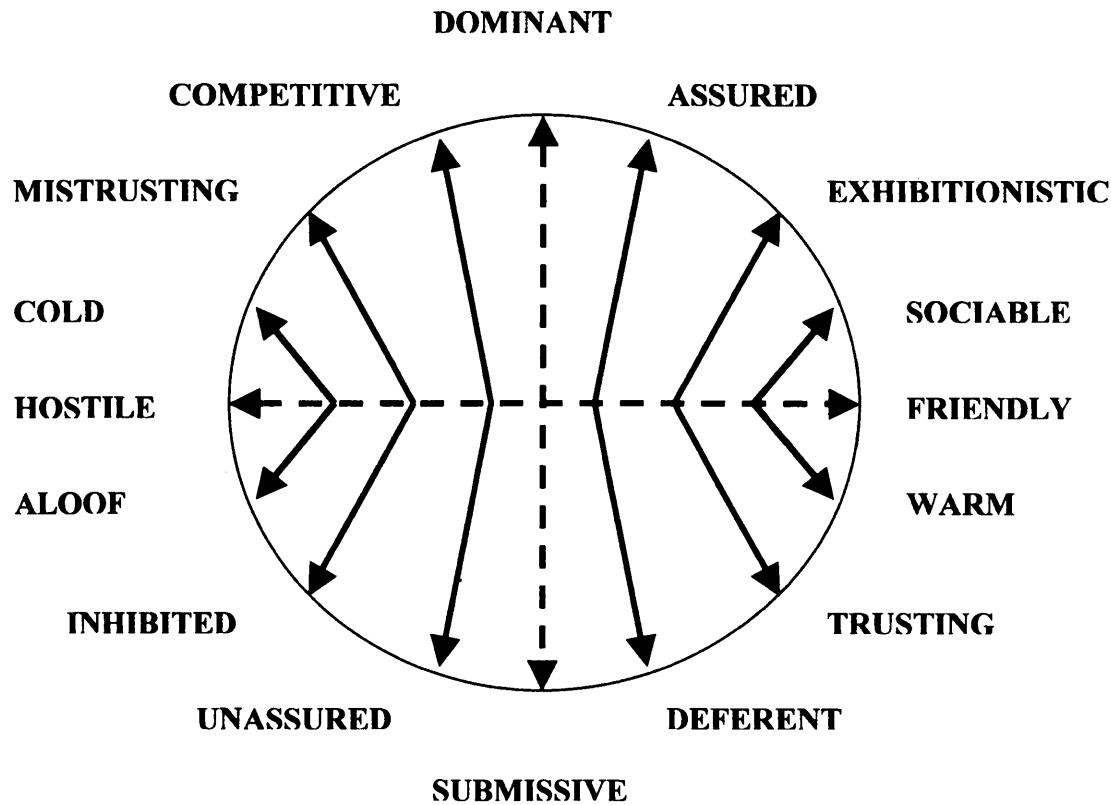 DOMINANT
COMPETITIVE ASSURED
MISTRUSTING EXHIBITIONISTIC
COLD SOCIABLE
HOSTILE FRIENDLY
ALOOF WARM
INHIBITED TRUSTING
UNASSURED DEFERENT
SUBMISSIVE